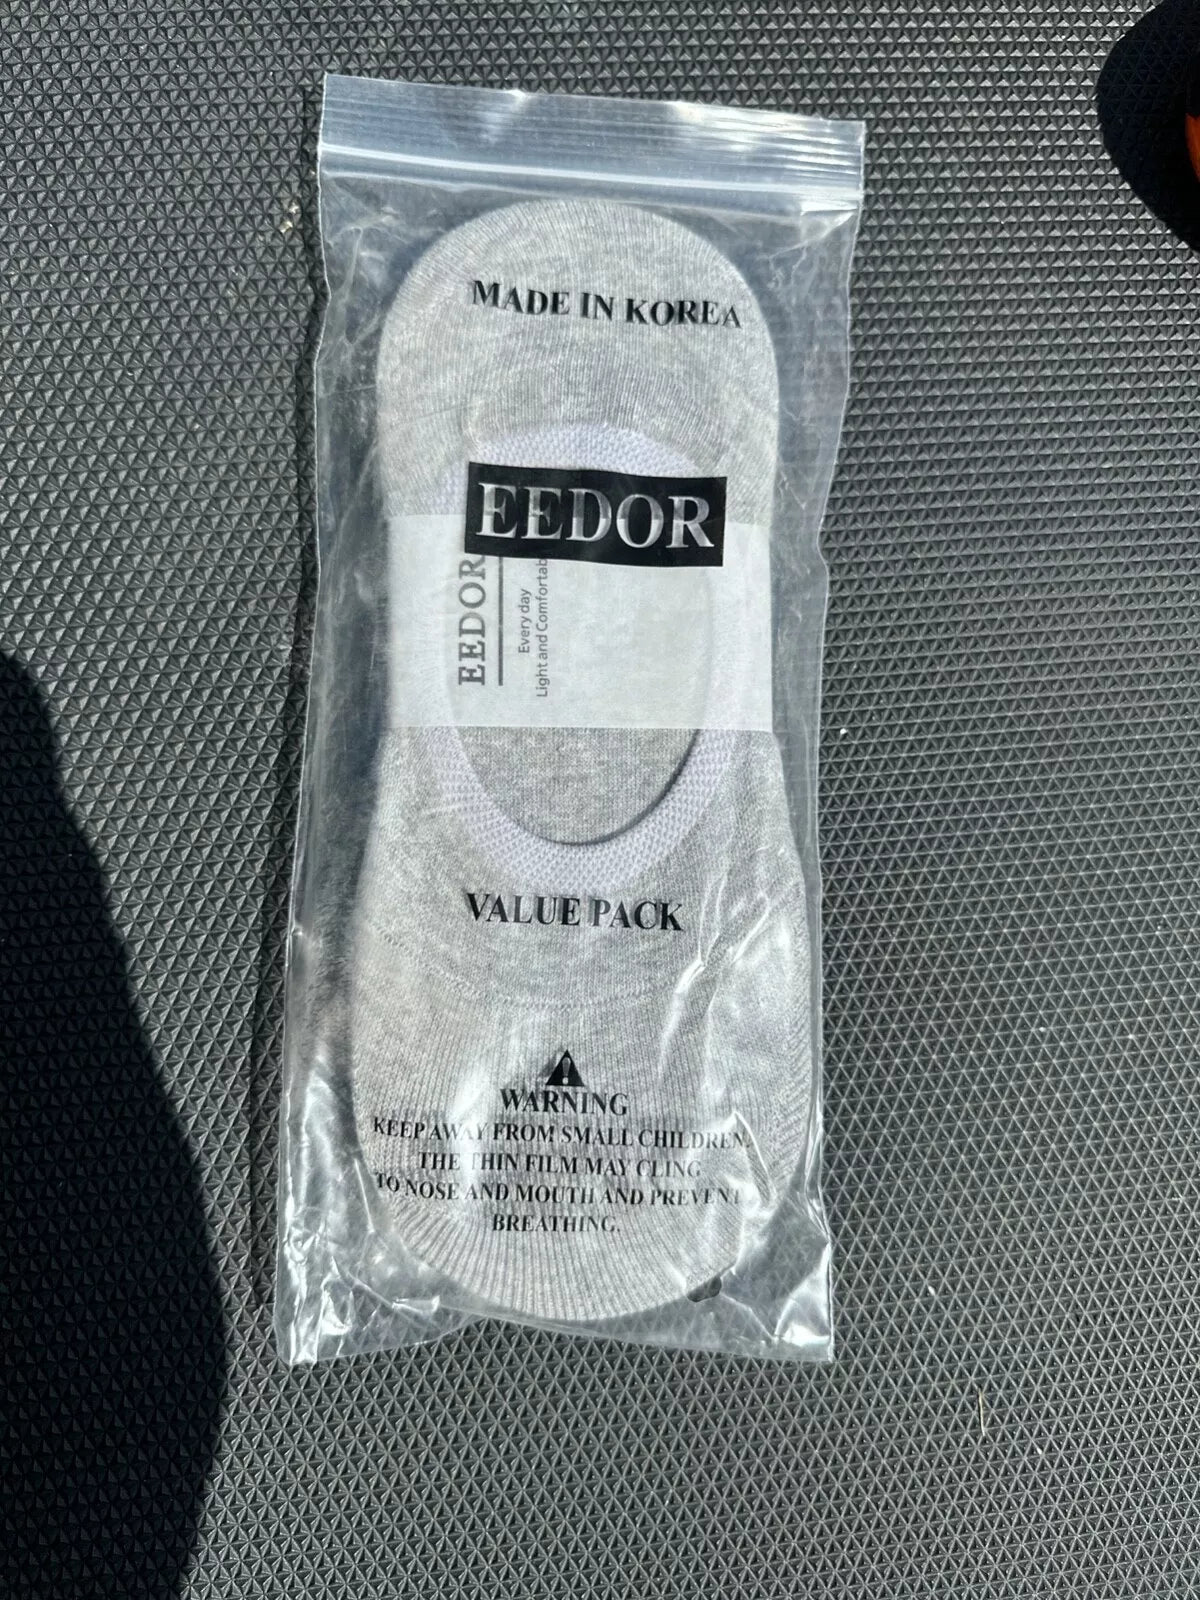 MADE IN KOREA
EEDOR
EEDOR
Every day
Light and Comfortab
VALUE PACK
WARNING
KEEP AWAY FROM SMALL CHILDREN.
THE THIN FILM MAY CLING
TO NOSE AND MOUTH AND PREVENT
BREATHING.